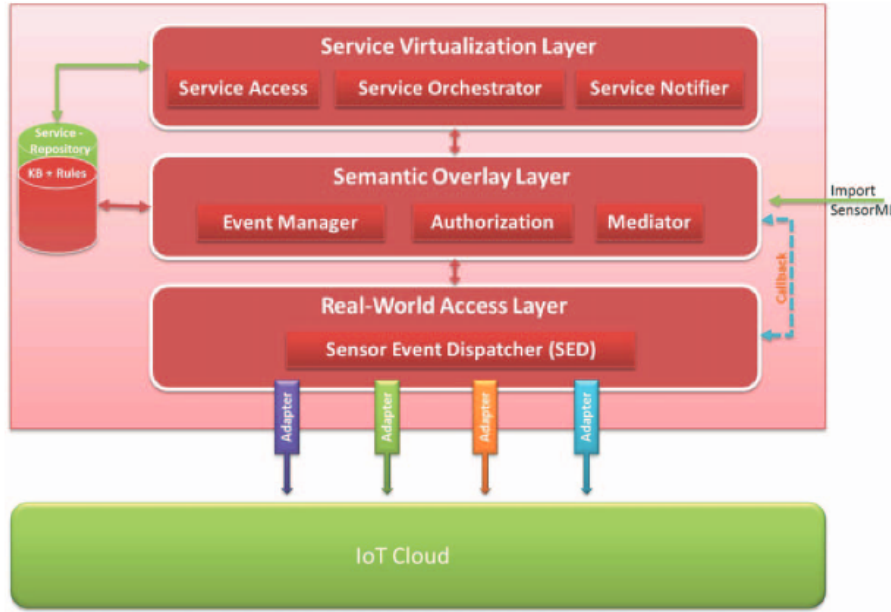 Service Virtualization Layer
Service Access
Service Orchestrator
Service Notifier
Service -
Repository
KB + Rules
Semantic Overlay Layer
Event Manager
Authorization
Mediator
Import
SensorMl
Callback
Real-World Access Layer
Sensor Event Dispatcher (SED)
Adapter
Adapter
Adapter
Adapter
IoT Cloud